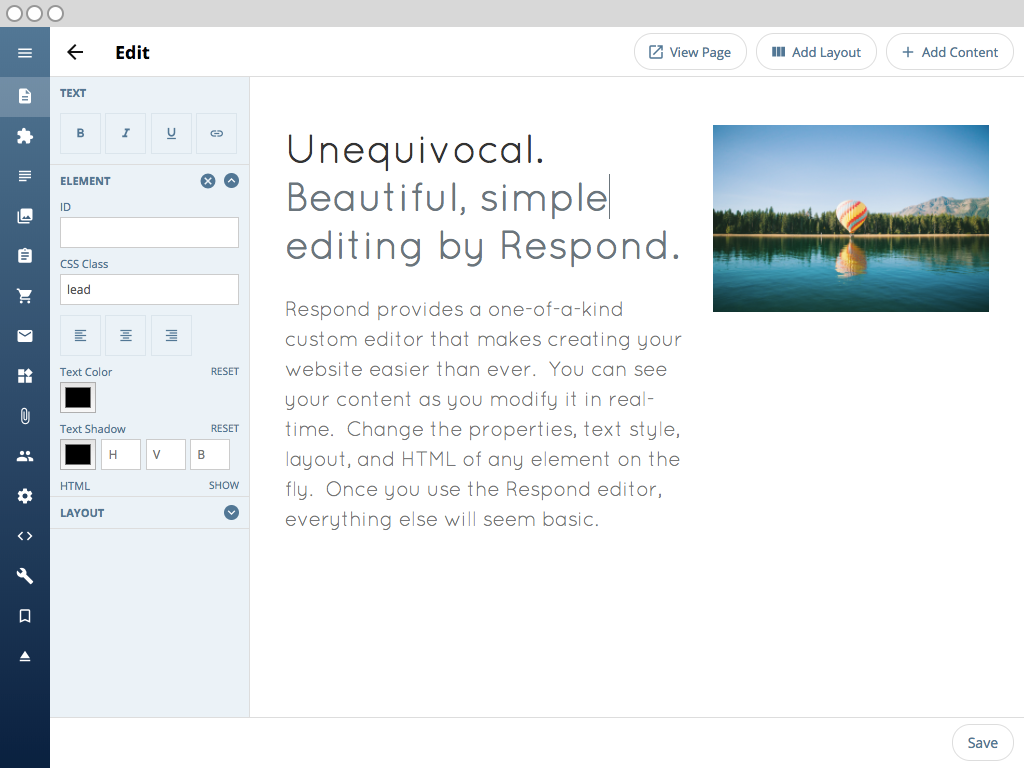 Edit
View Page
Add Layout
Add Content
TEXT
B I U
ELEMENT
ID
CSS Class
lead
Text Color RESET
Text Shadow RESET
H V B
HTML SHOW
LAYOUT
Unequivocal.
Beautiful, simple
editing by Respond.
Respond provides a one-of-a-kind
custom editor that makes creating your
website easier than ever. You can see
your content as you modify it in real-
time. Change the properties, text style,
layout, and HTML of any element on the
fly. Once you use the Respond editor,
everything else will seem basic.
Save